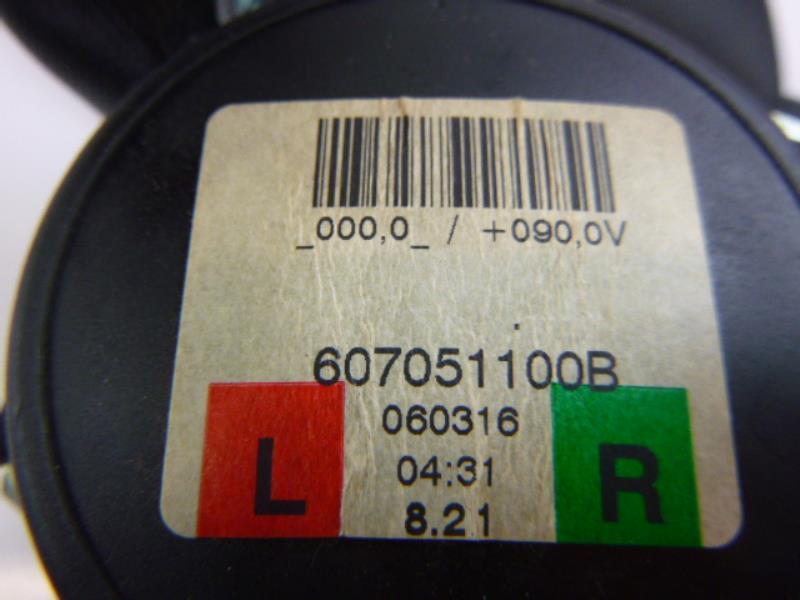 _000,0_ / +090,0V
607051100B
060316
L
04:31
R
8.21